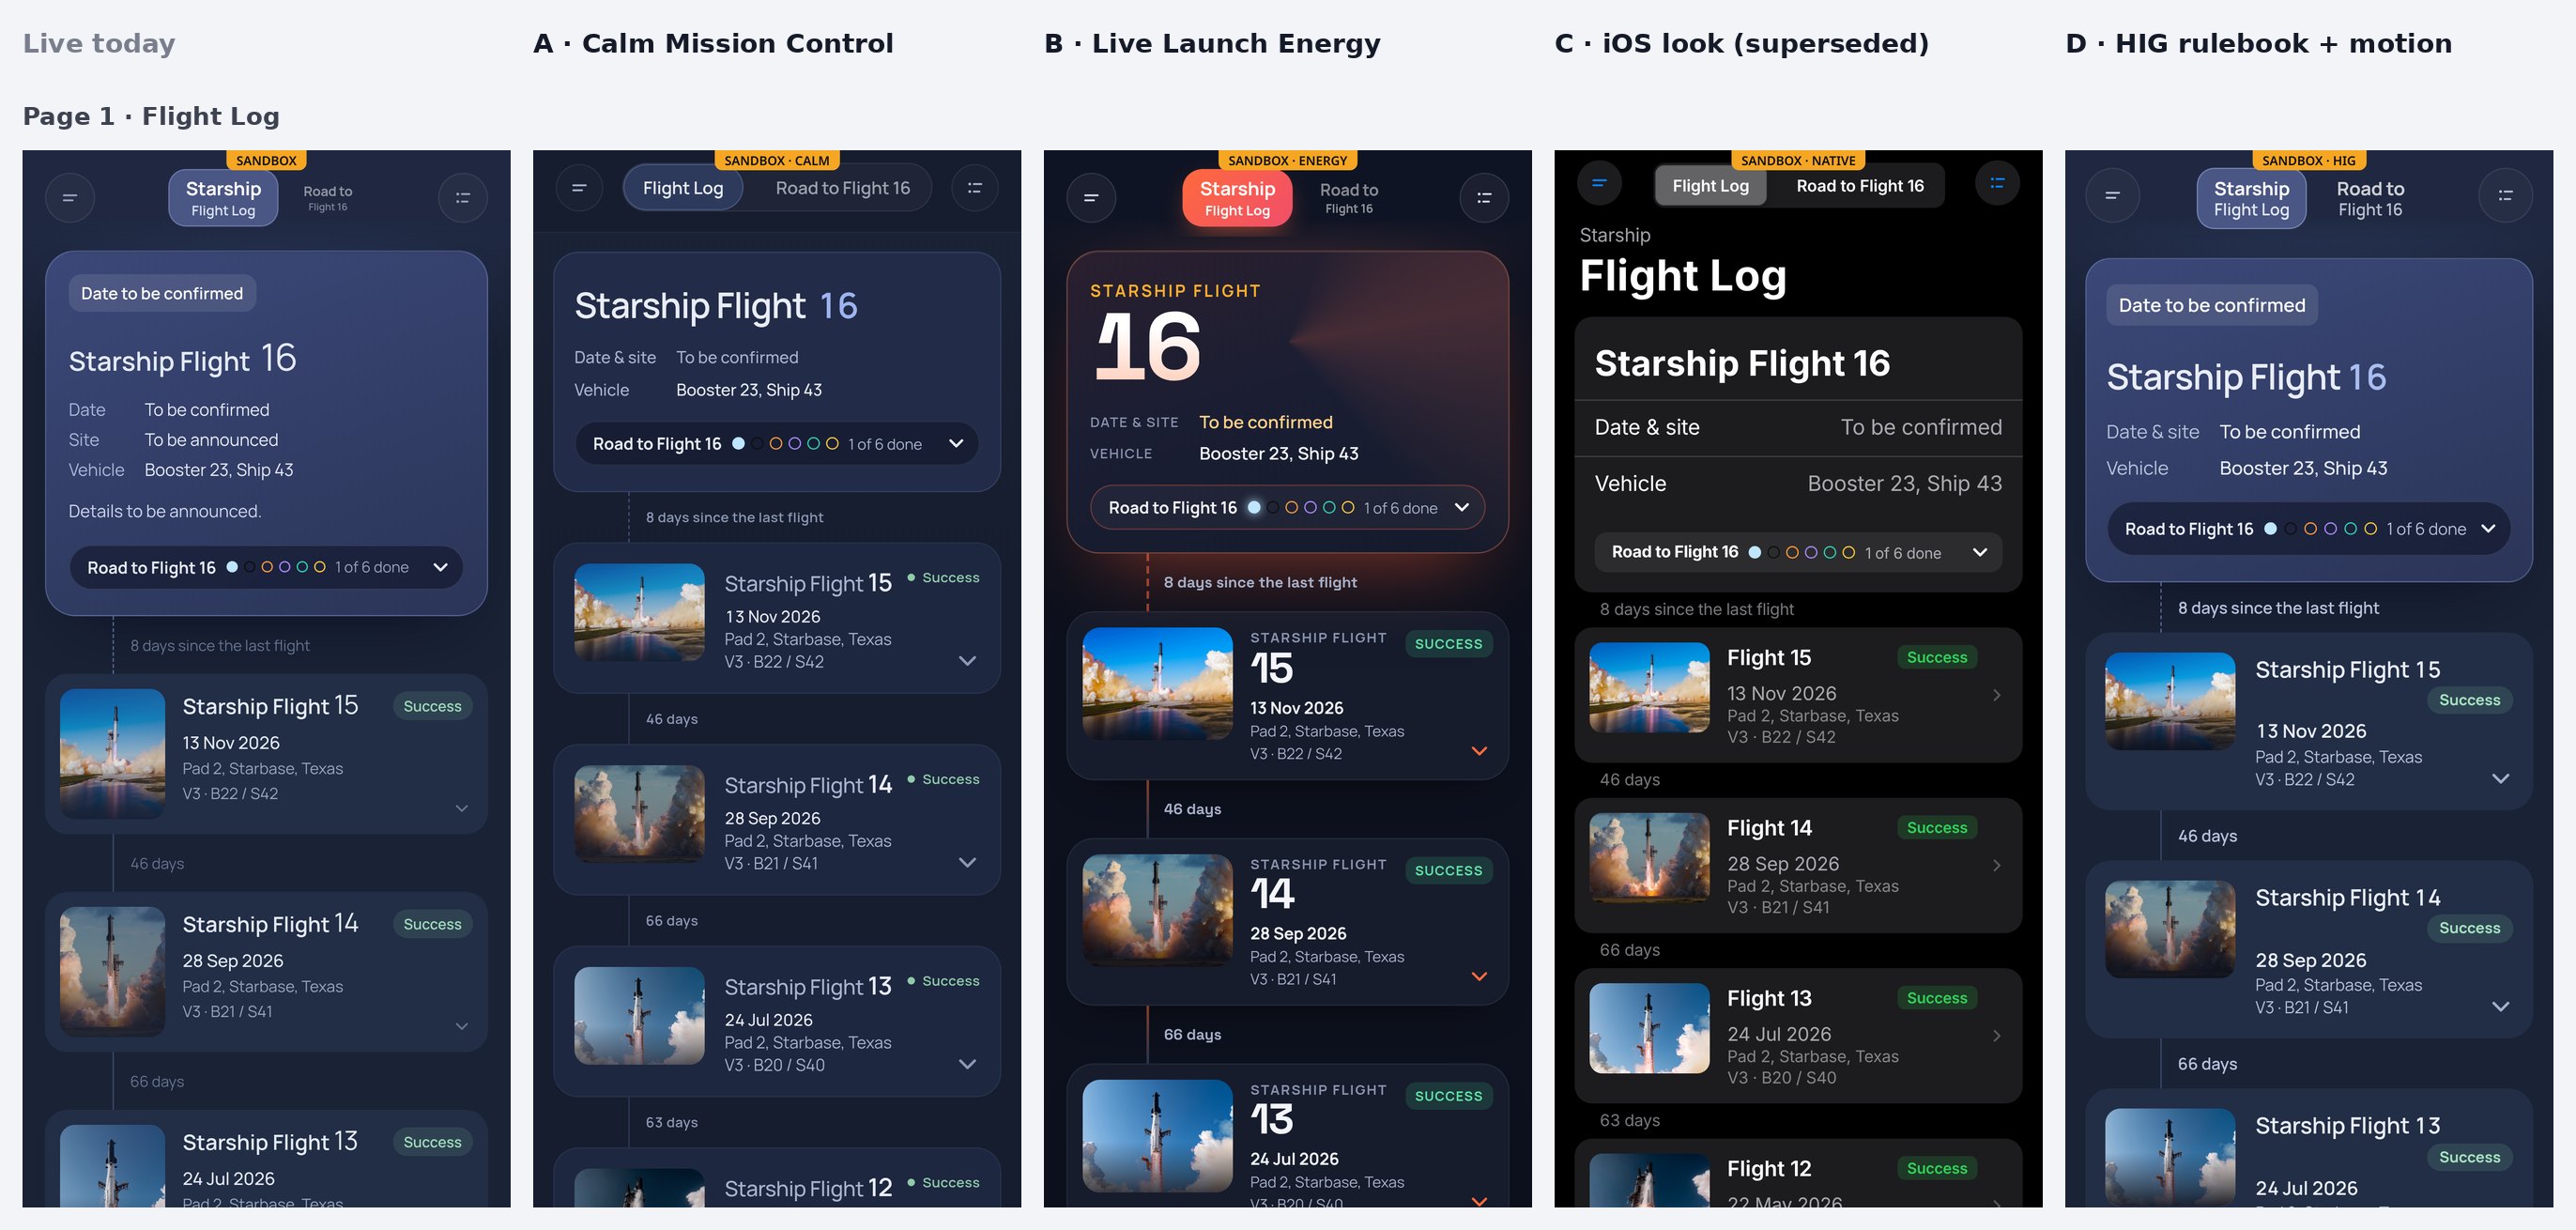 Live today
A · Calm Mission Control
B · Live Launch Energy
C · iOS look (superseded)
D · HIG rulebook + motion
Page 1 · Flight Log
SANDBOX
Starship
Flight Log
Road to
Flight 16
Date to be confirmed
Starship Flight 16
Date To be confirmed
Site To be announced
Vehicle Booster 23, Ship 43
Details to be announced.
Road to Flight 16 1 of 6 done
8 days since the last flight
Starship Flight 15 Success
13 Nov 2026
Pad 2, Starbase, Texas
V3 · B22 / S42
46 days
Starship Flight 14 Success
28 Sep 2026
Pad 2, Starbase, Texas
V3 · B21 / S41
66 days
Starship Flight 13 Success
24 Jul 2026
Pad 2, Starbase, Texas
SANDBOX · CALM
Flight Log Road to Flight 16
Starship Flight 16
Date & site To be confirmed
Vehicle Booster 23, Ship 43
Road to Flight 16 1 of 6 done
8 days since the last flight
Starship Flight 15 Success
13 Nov 2026
Pad 2, Starbase, Texas
V3 · B22 / S42
46 days
Starship Flight 14 Success
28 Sep 2026
Pad 2, Starbase, Texas
V3 · B21 / S41
66 days
Starship Flight 13 Success
24 Jul 2026
Pad 2, Starbase, Texas
V3 · B20 / S40
63 days
Starship Flight 12 Success
SANDBOX · ENERGY
Starship
Flight Log
Road to
Flight 16
STARSHIP FLIGHT
16
DATE & SITE To be confirmed
VEHICLE Booster 23, Ship 43
Road to Flight 16 1 of 6 done
8 days since the last flight
STARSHIP FLIGHT SUCCESS
15
13 Nov 2026
Pad 2, Starbase, Texas
V3 · B22 / S42
46 days
STARSHIP FLIGHT SUCCESS
14
28 Sep 2026
Pad 2, Starbase, Texas
V3 · B21 / S41
66 days
STARSHIP FLIGHT SUCCESS
13
24 Jul 2026
Pad 2, Starbase, Texas
V3 · B20 / S40
SANDBOX · NATIVE
Flight Log Road to Flight 16
Starship
Flight Log
Starship Flight 16
Date & site To be confirmed
Vehicle Booster 23, Ship 43
Road to Flight 16 1 of 6 done
8 days since the last flight
Flight 15 Success
13 Nov 2026
Pad 2, Starbase, Texas
V3 · B22 / S42
46 days
Flight 14 Success
28 Sep 2026
Pad 2, Starbase, Texas
V3 · B21 / S41
66 days
Flight 13 Success
24 Jul 2026
Pad 2, Starbase, Texas
V3 · B20 / S40
63 days
Flight 12 Success
22 May 2026
SANDBOX · HIG
Starship
Flight Log
Road to
Flight 16
Date to be confirmed
Starship Flight 16
Date & site To be confirmed
Vehicle Booster 23, Ship 43
Road to Flight 16 1 of 6 done
8 days since the last flight
Starship Flight 15
Success
13 Nov 2026
Pad 2, Starbase, Texas
V3 · B22 / S42
46 days
Starship Flight 14
Success
28 Sep 2026
Pad 2, Starbase, Texas
V3 · B21 / S41
66 days
Starship Flight 13
Success
24 Jul 2026